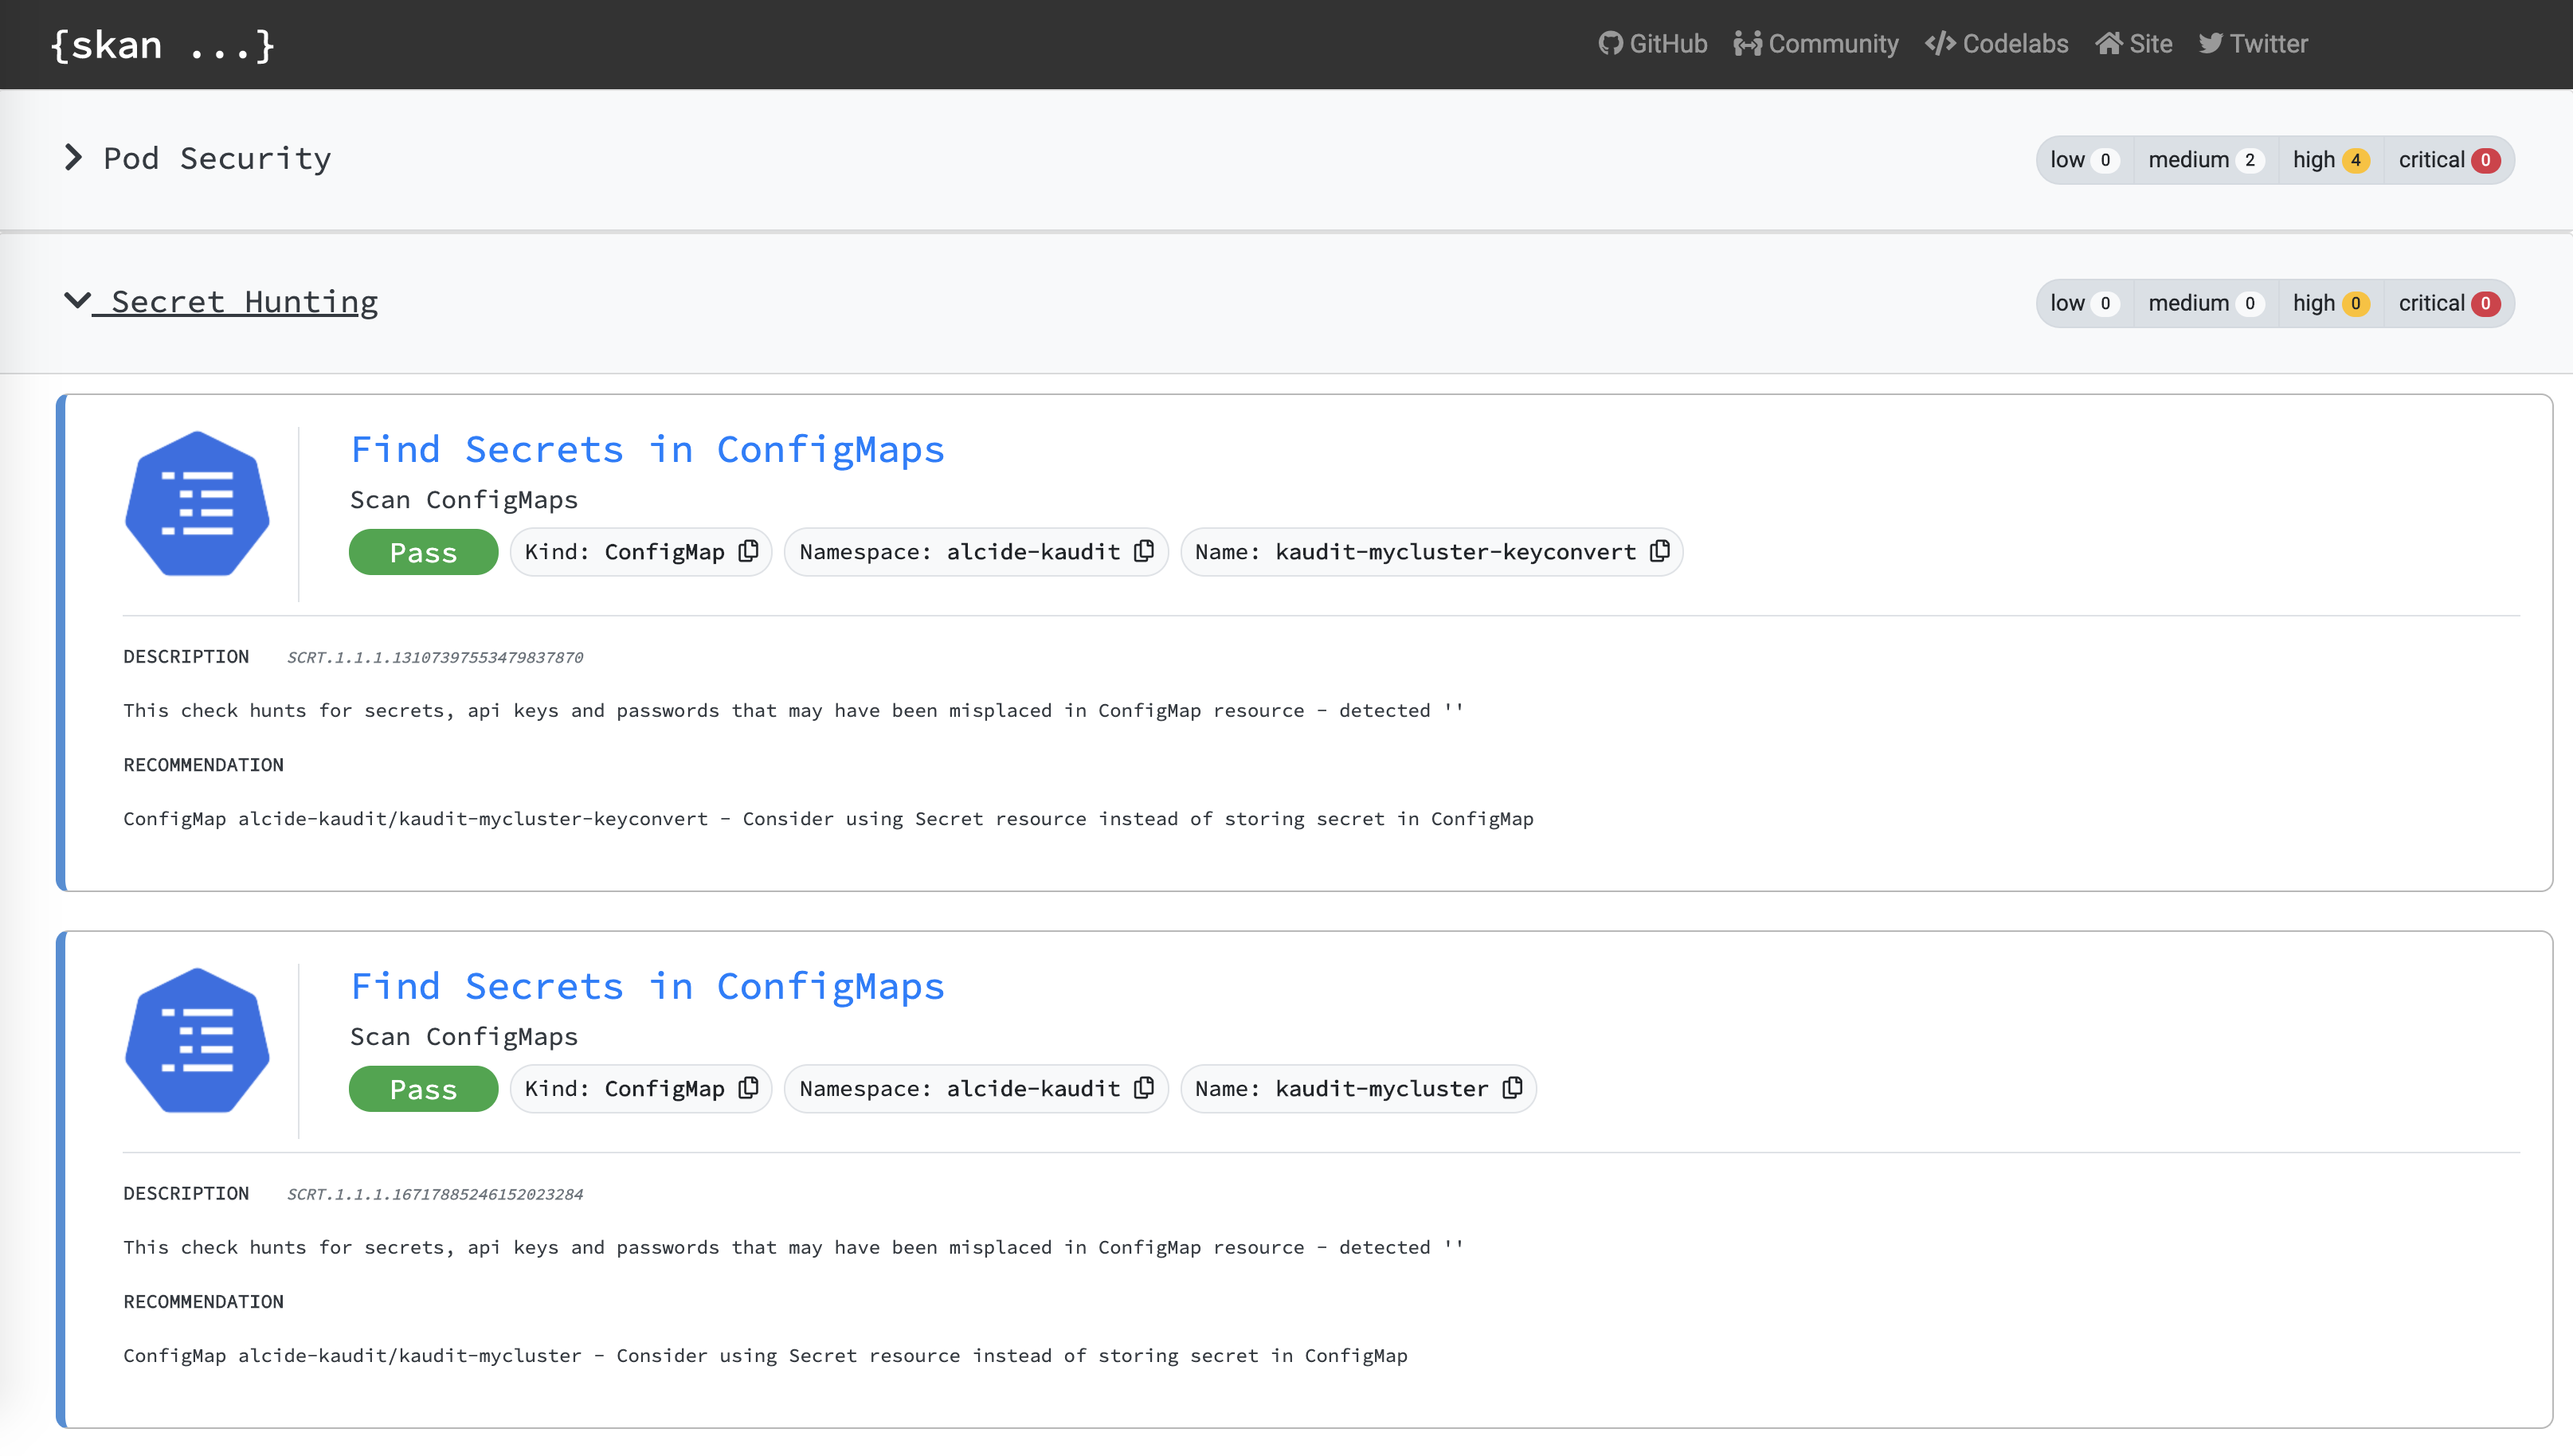 {skan ...} GitHub Community Codelabs Site Twitter
Pod Security low 0 medium 2 high 4 critical 0
Secret Hunting low 0 medium 0 high 0 critical 0
Find Secrets in ConfigMaps
Scan ConfigMaps
Pass Kind: ConfigMap Namespace: alcide-kaudit Name: kaudit-mycluster-keyconvert
DESCRIPTION SCRT.1.1.1.13107397553479837870
This check hunts for secrets, api keys and passwords that may have been misplaced in ConfigMap resource - detected ''
RECOMMENDATION
ConfigMap alcide-kaudit/kaudit-mycluster-keyconvert - Consider using Secret resource instead of storing secret in ConfigMap
Find Secrets in ConfigMaps
Scan ConfigMaps
Pass Kind: ConfigMap Namespace: alcide-kaudit Name: kaudit-mycluster
DESCRIPTION SCRT.1.1.1.16717885246152023284
This check hunts for secrets, api keys and passwords that may have been misplaced in ConfigMap resource - detected ''
RECOMMENDATION
ConfigMap alcide-kaudit/kaudit-mycluster - Consider using Secret resource instead of storing secret in ConfigMap